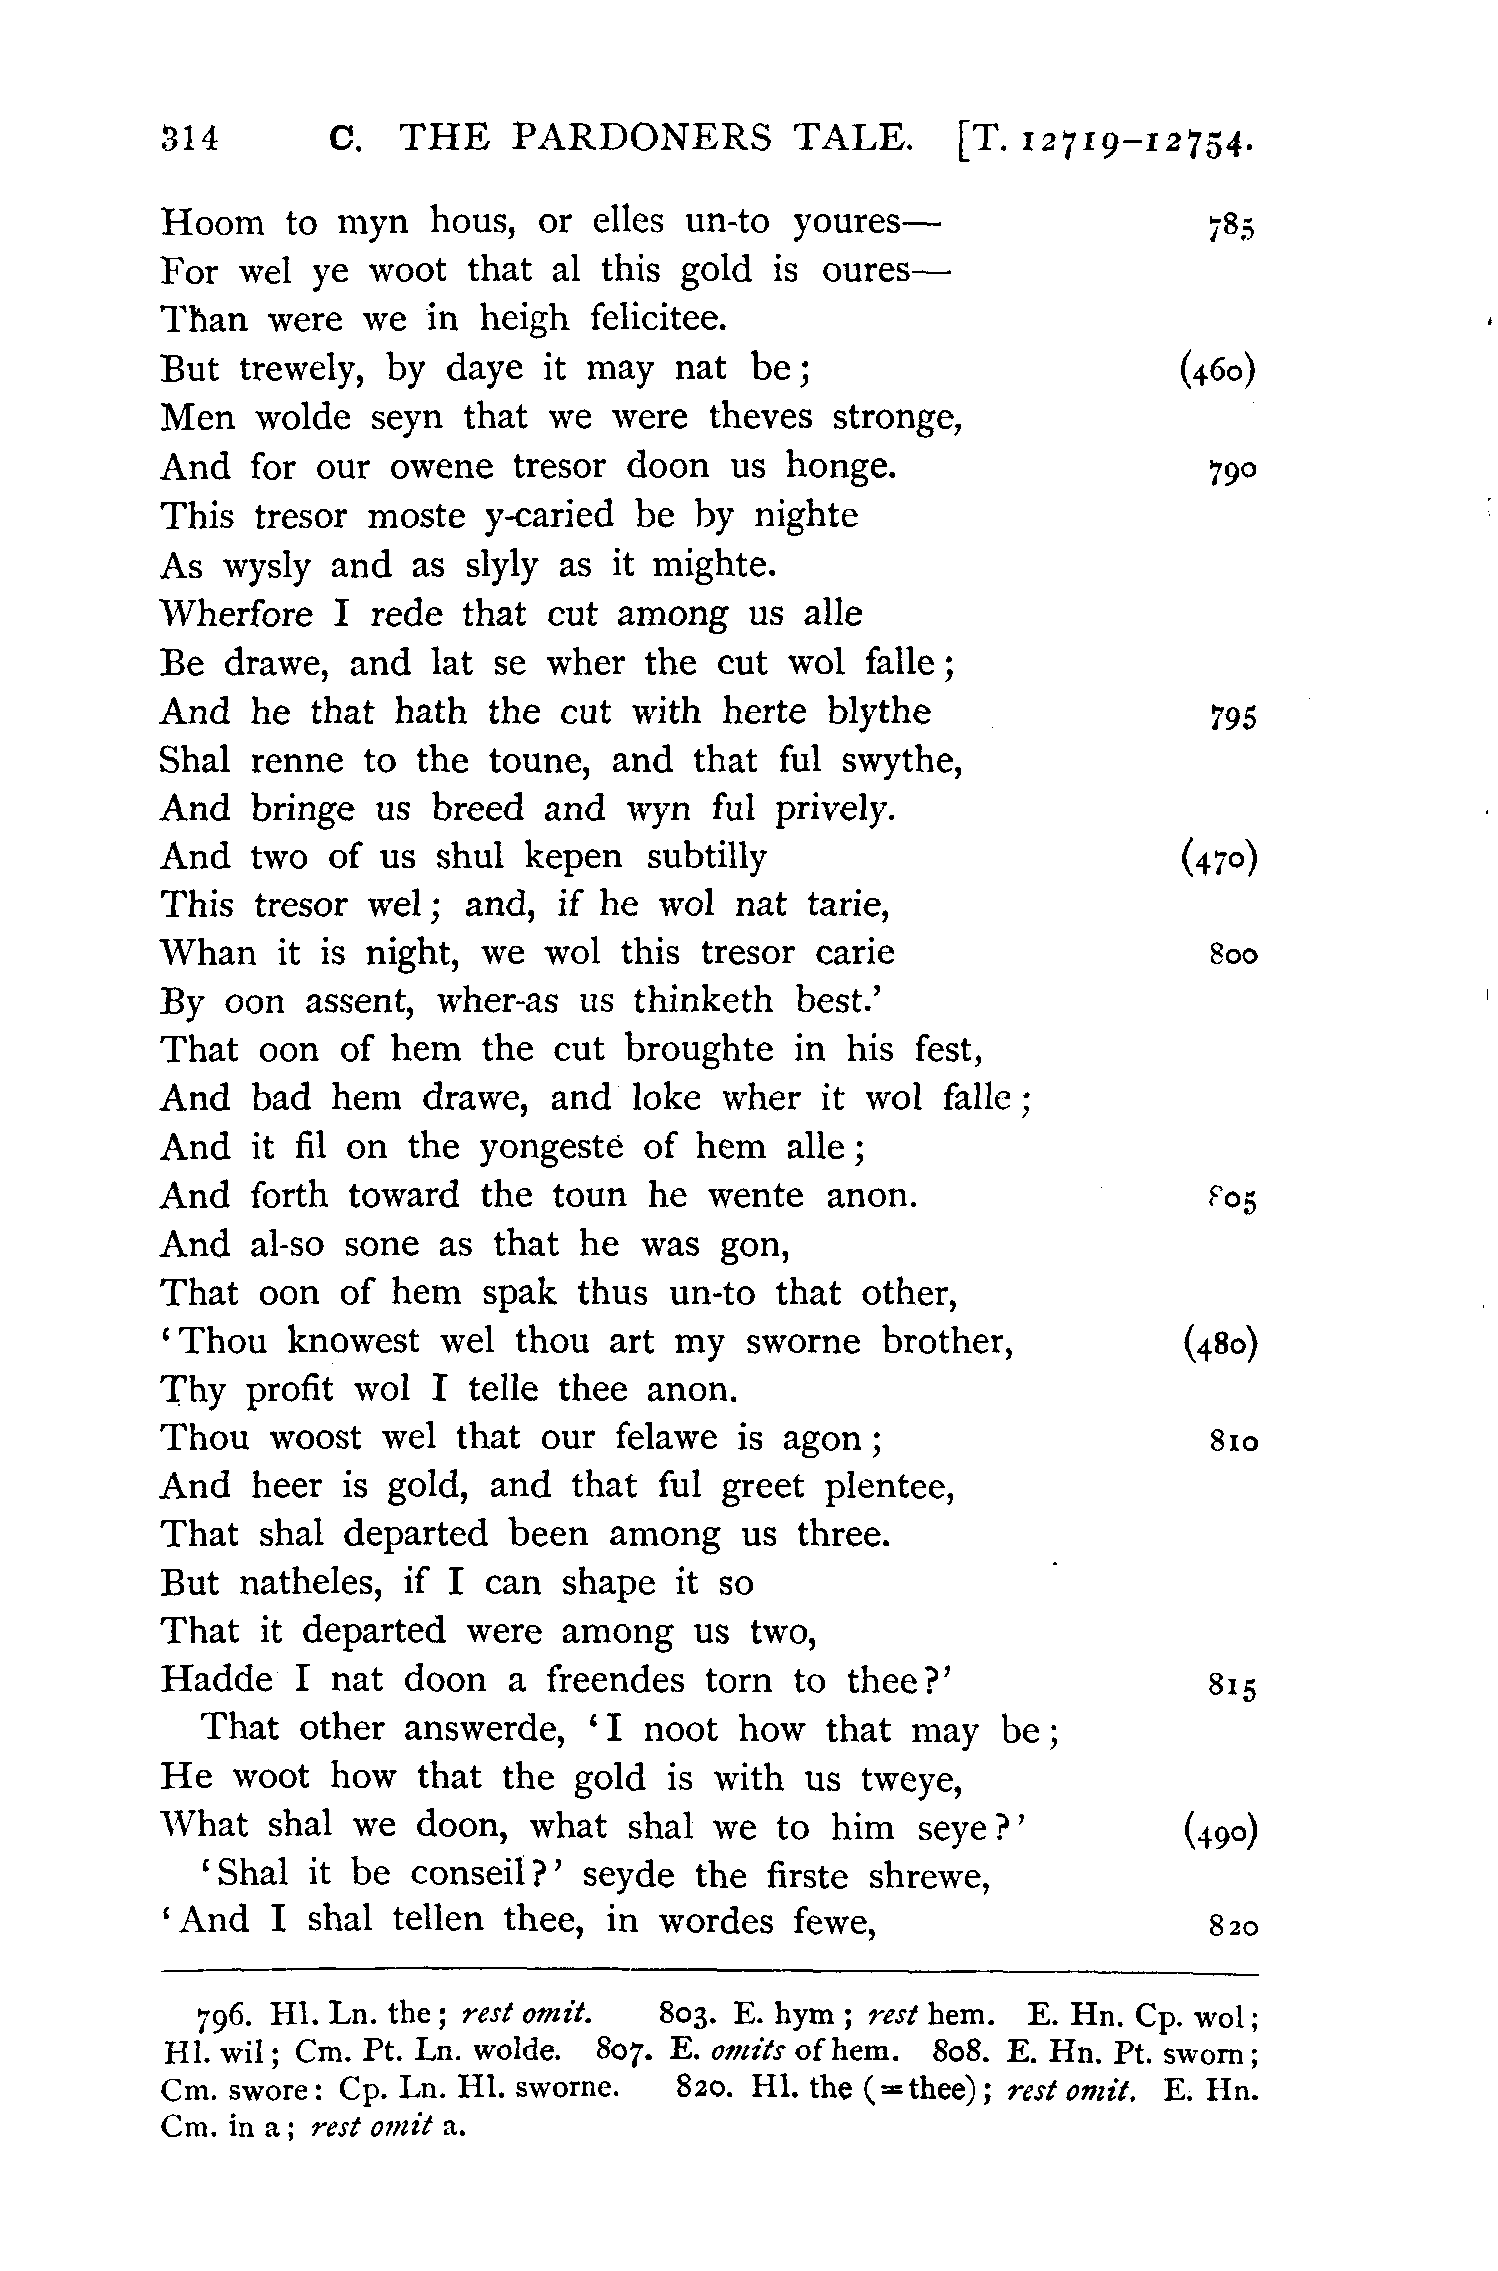 314 C. THE PARDONERS TALE. [T. 12719–12754.
Hoom to myn hous, or elles un-to youres— 785
For wel ye woot that al this gold is oures—
Than were we in heigh felicitee.
But trewely, by daye it may nat be; (460)
Men wolde seyn that we were theves stronge,
And for our owene tresor doon us honge. 790
This tresor moste y-caried be by nighte
As wysly and as slyly as it mighte.
Wherfore I rede that cut among us alle
Be drawe, and lat se wher the cut wol falle;
And he that hath the cut with herte blythe 795
Shal renne to the toune, and that ful swythe,
And bringe us breed and wyn ful prively.
And two of us shul kepen subtilly (470)
This tresor wel; and, if he wol nat tarie,
Whan it is night, we wol this tresor carie 800
By oon assent, wher-as us thinketh best.’
That oon of hem the cut broughte in his fest,
And bad hem drawe, and loke wher it wol falle;
And it fil on the yongestë of hem alle;
And forth toward the toun he wente anon. 805
And al-so sone as that he was gon,
That oon of hem spak thus un-to that other,
‘Thou knowest wel thou art my sworne brother, (480)
Thy profit wol I telle thee anon.
Thou woost wel that our felawe is agon; 810
And heer is gold, and that ful greet plentee,
That shal departed been among us three.
But natheles, if I can shape it so
That it departed were among us two,
Hadde I nat doon a freendes torn to thee?’ 815
That other answerde, ‘I noot how that may be;
He woot how that the gold is with us tweye,
What shal we doon, what shal we to him seye?’ (490)
‘Shal it be conseil?’ seyde the firste shrewe,
‘And I shal tellen thee, in wordes fewe, 820
796. Hl. Ln. the; rest omit. 803. E. hym; rest hem. E. Hn. Cp. wol;
Hl. wil; Cm. Pt. Ln. wolde. 807. E. omits of hem. 808. E. Hn. Pt. sworn;
Cm. swore: Cp. Ln. Hl. sworne. 820. Hl. the (=thee); rest omit. E. Hn.
Cm. in a; rest omit a.